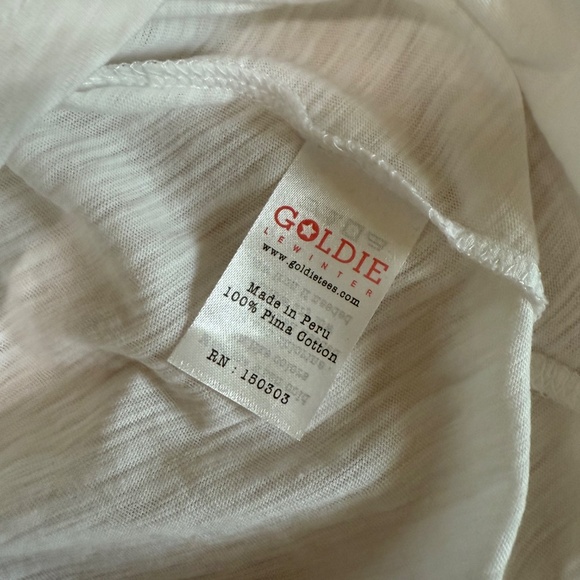 GOLDIE
LEWINTER
www.goldietees.com
Made in Peru
100% Pima Cotton
RN : 150303